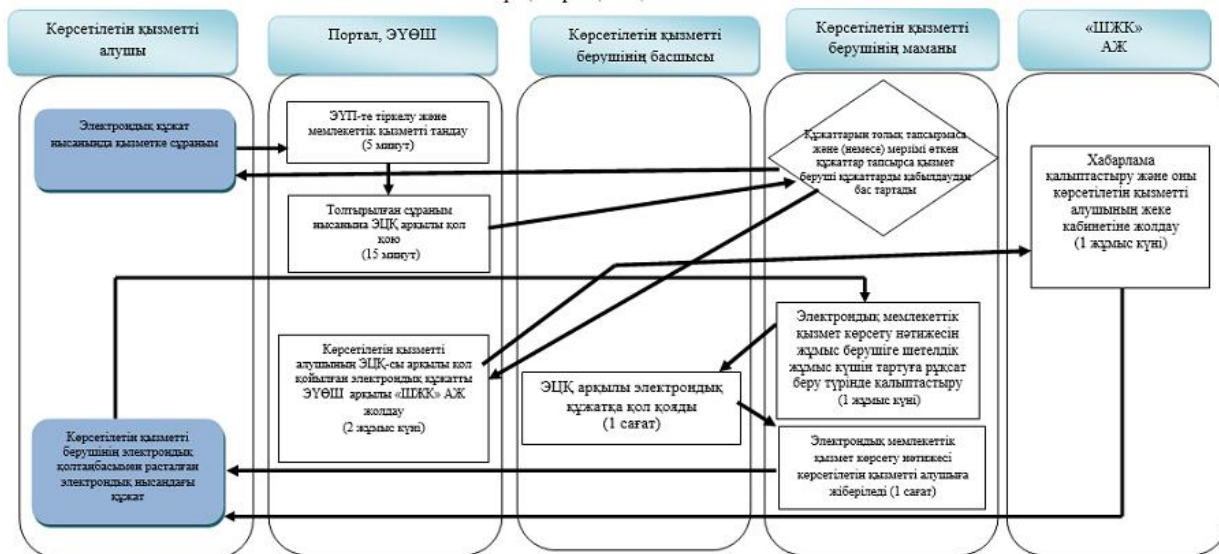 Көрсетілетін қызметті
алушы
Портал, ЭҮӨШ
Көрсетілетін қызметті
берушінің басшысы
Көрсетілетін қызметті
берушінің маманы
«ШЖК»
АЖ
Электрондық құжат
нысанында қызметке сұраным
ЭҮП-те тіркелу және
мемлекеттік қызметті тандау
(5 минут)
Құжаттарын толық тапсырмаса
және (немесе) мерзімі өткен
құжаттар тапсырса қызмет
беруші құжаттарды қабылдаудан
бас тартады
Хабарлама
қалыптастыру және оны
көрсетілетін қызметті
алушының жеке
кабинетіне жолдау
(1 жұмыс күні)
Толтырылған сұраным
нысанына ЭЦҚ арқылы қол
қою
(15 минут)
Көрсетілетін қызметті
алушының ЭЦҚ-сы арқылы қол
қойылған электрондық құжатты
ЭҮӨШ арқылы «ШЖК» АЖ
жолдау
(2 жұмыс күні)
ЭЦҚ арқылы электрондық
құжатқа қол қояды
(1 сағат)
Электрондық мемлекеттік
қызмет көрсету нәтижесін
жұмыс берушіге шетелдік
жұмыс күшін тартуға рұқсат
беру түрінде қалыптастыру
(1 жұмыс күні)
Көрсетілетін қызметті
берушінің электрондық
қолтаңбасымен расталған
электрондық нысандағы
құжат
Электрондық мемлекеттік
қызмет көрсету нәтижесі
көрсетілетін қызметті алушыға
жіберіледі (1 сағат)